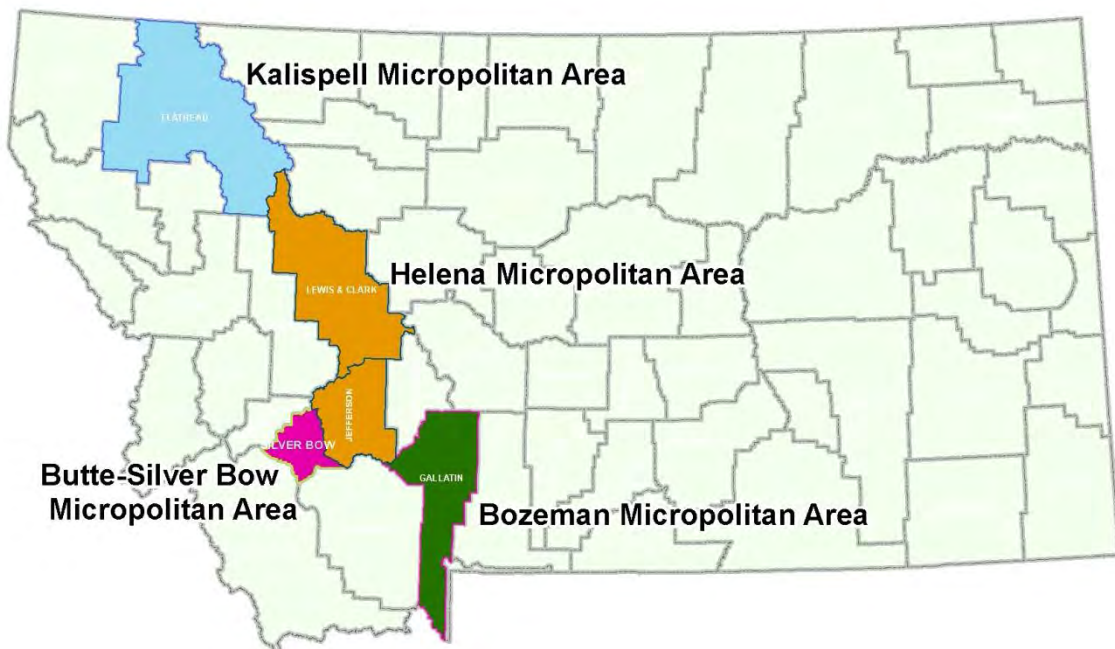 Kalispell Micropolitan Area
FLATHEAD
Helena Micropolitan Area
LEWIS & CLARK
JEFFERSON
SILVER BOW
GALLATIN
Butte-Silver Bow
Micropolitan Area
Bozeman Micropolitan Area